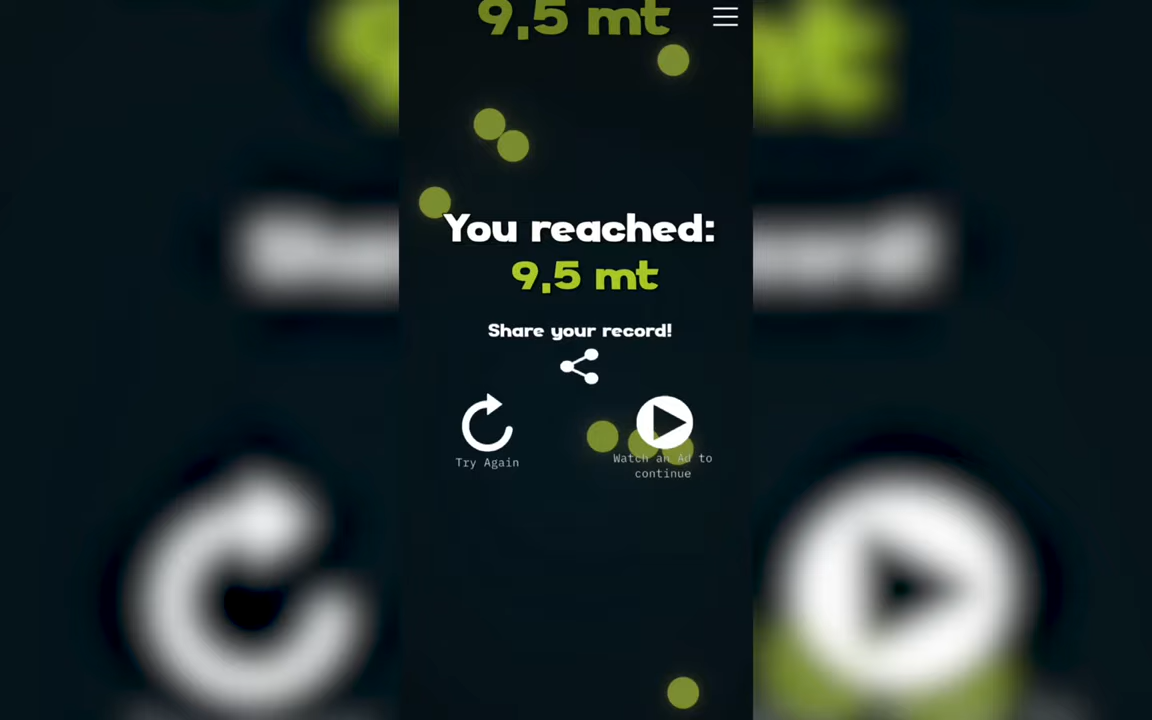 9,5 mt
You reached:
9,5 mt
Share your record!
Try Again
Watch an Ad to
continue